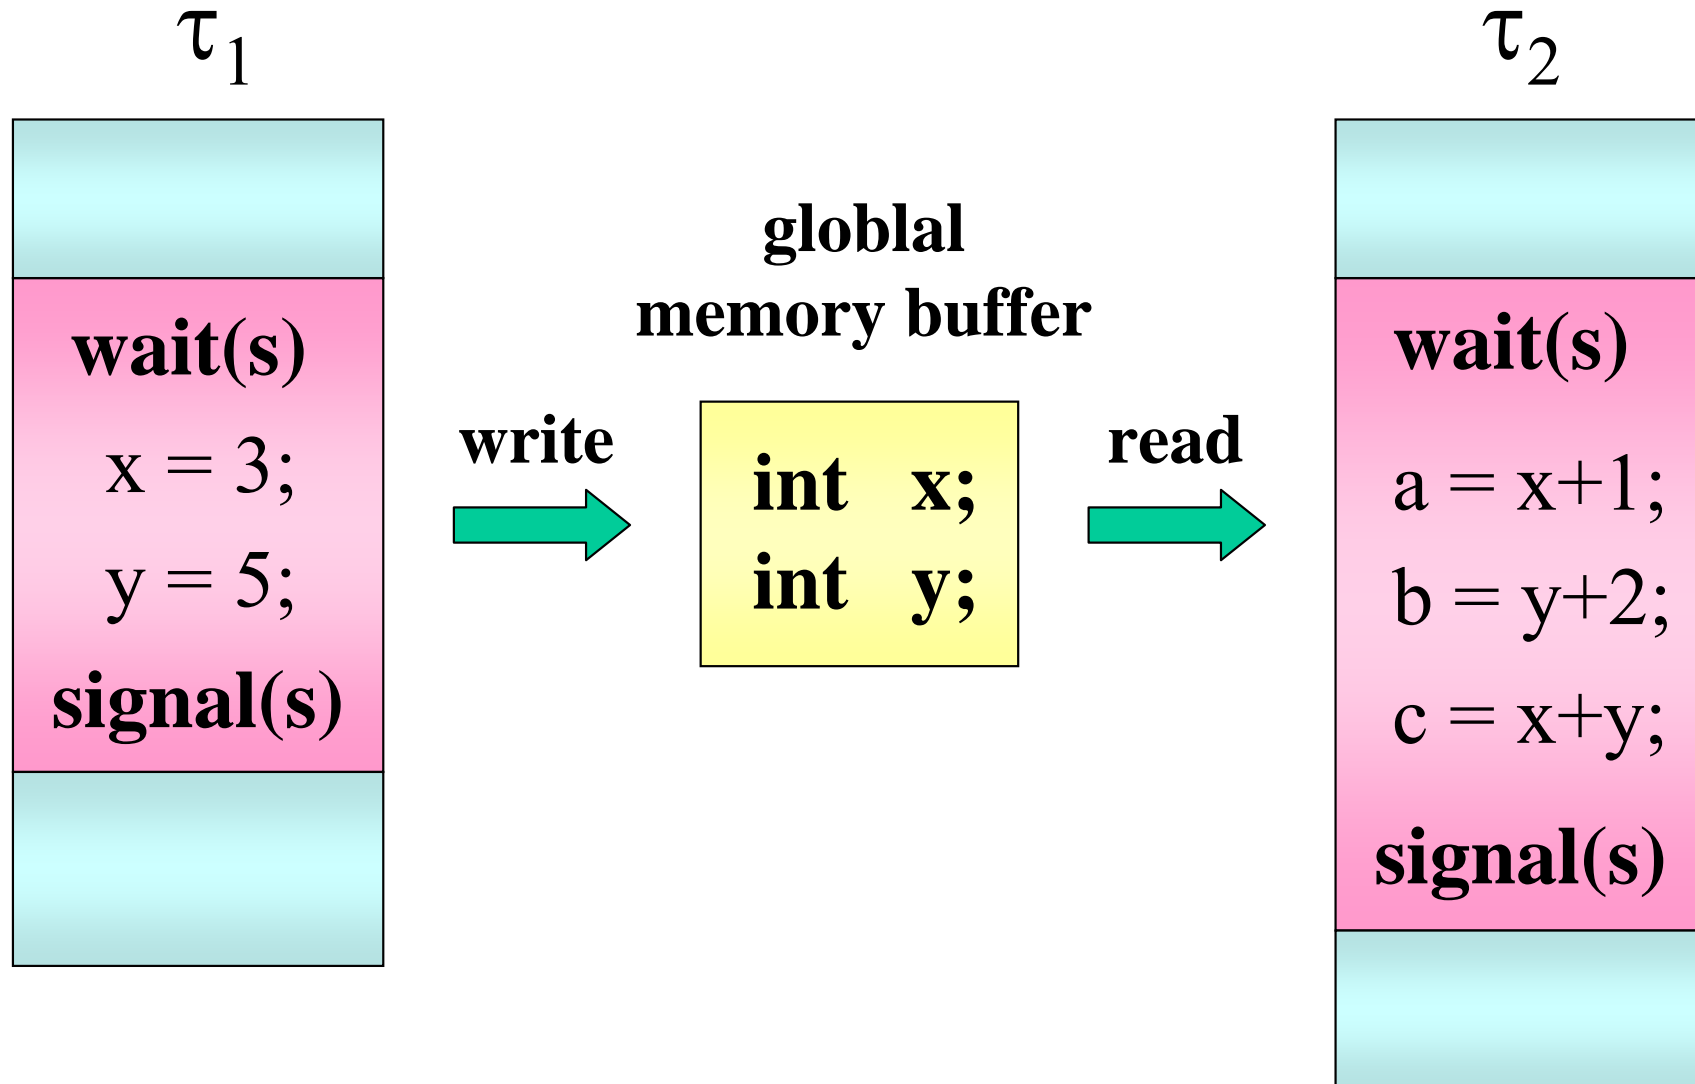 τ1
wait(s)
x = 3;
y = 5;
signal(s)
write
globlal
memory buffer
int x;
int y;
read
τ2
wait(s)
a = x+1;
b = y+2;
c = x+y;
signal(s)